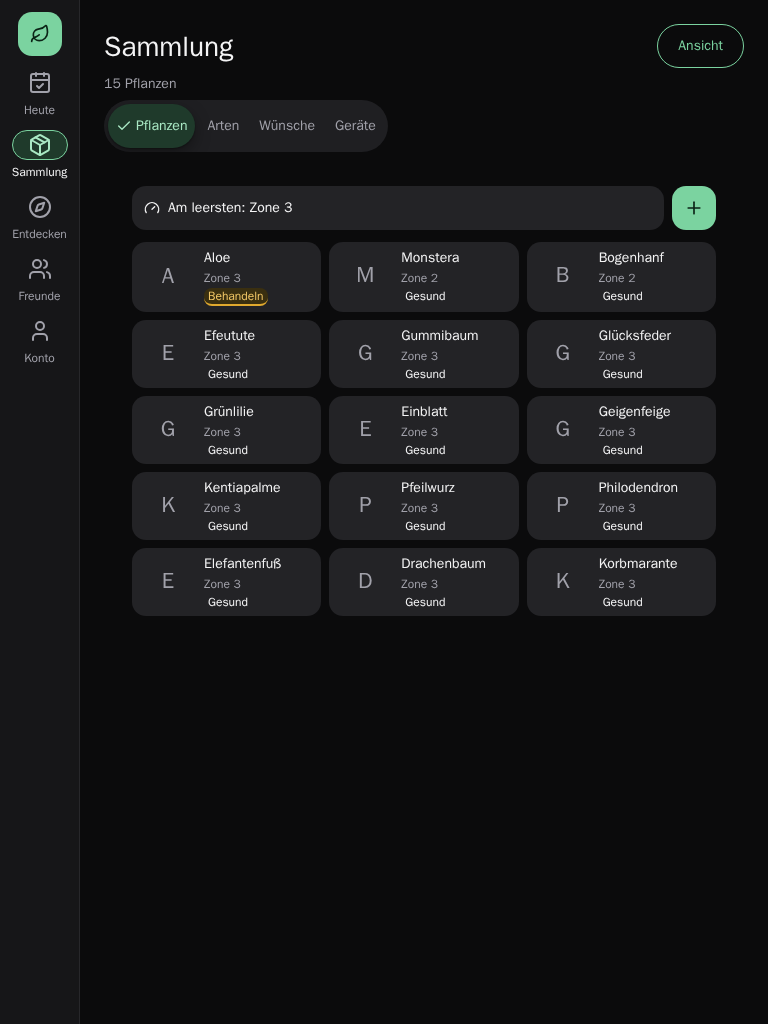 Heute
Sammlung
Entdecken
Freunde
Konto
Sammlung
Ansicht
15 Pflanzen
Pflanzen Arten Wünsche Geräte
Am leersten: Zone 3
A
Aloe
Zone 3
Behandeln
M
Monstera
Zone 2
Gesund
B
Bogenhanf
Zone 2
Gesund
E
Efeutute
Zone 3
Gesund
G
Gummibaum
Zone 3
Gesund
G
Glücksfeder
Zone 3
Gesund
G
Grünlilie
Zone 3
Gesund
E
Einblatt
Zone 3
Gesund
G
Geigenfeige
Zone 3
Gesund
K
Kentiapalme
Zone 3
Gesund
P
Pfeilwurz
Zone 3
Gesund
P
Philodendron
Zone 3
Gesund
E
Elefantenfuß
Zone 3
Gesund
D
Drachenbaum
Zone 3
Gesund
K
Korbmarante
Zone 3
Gesund